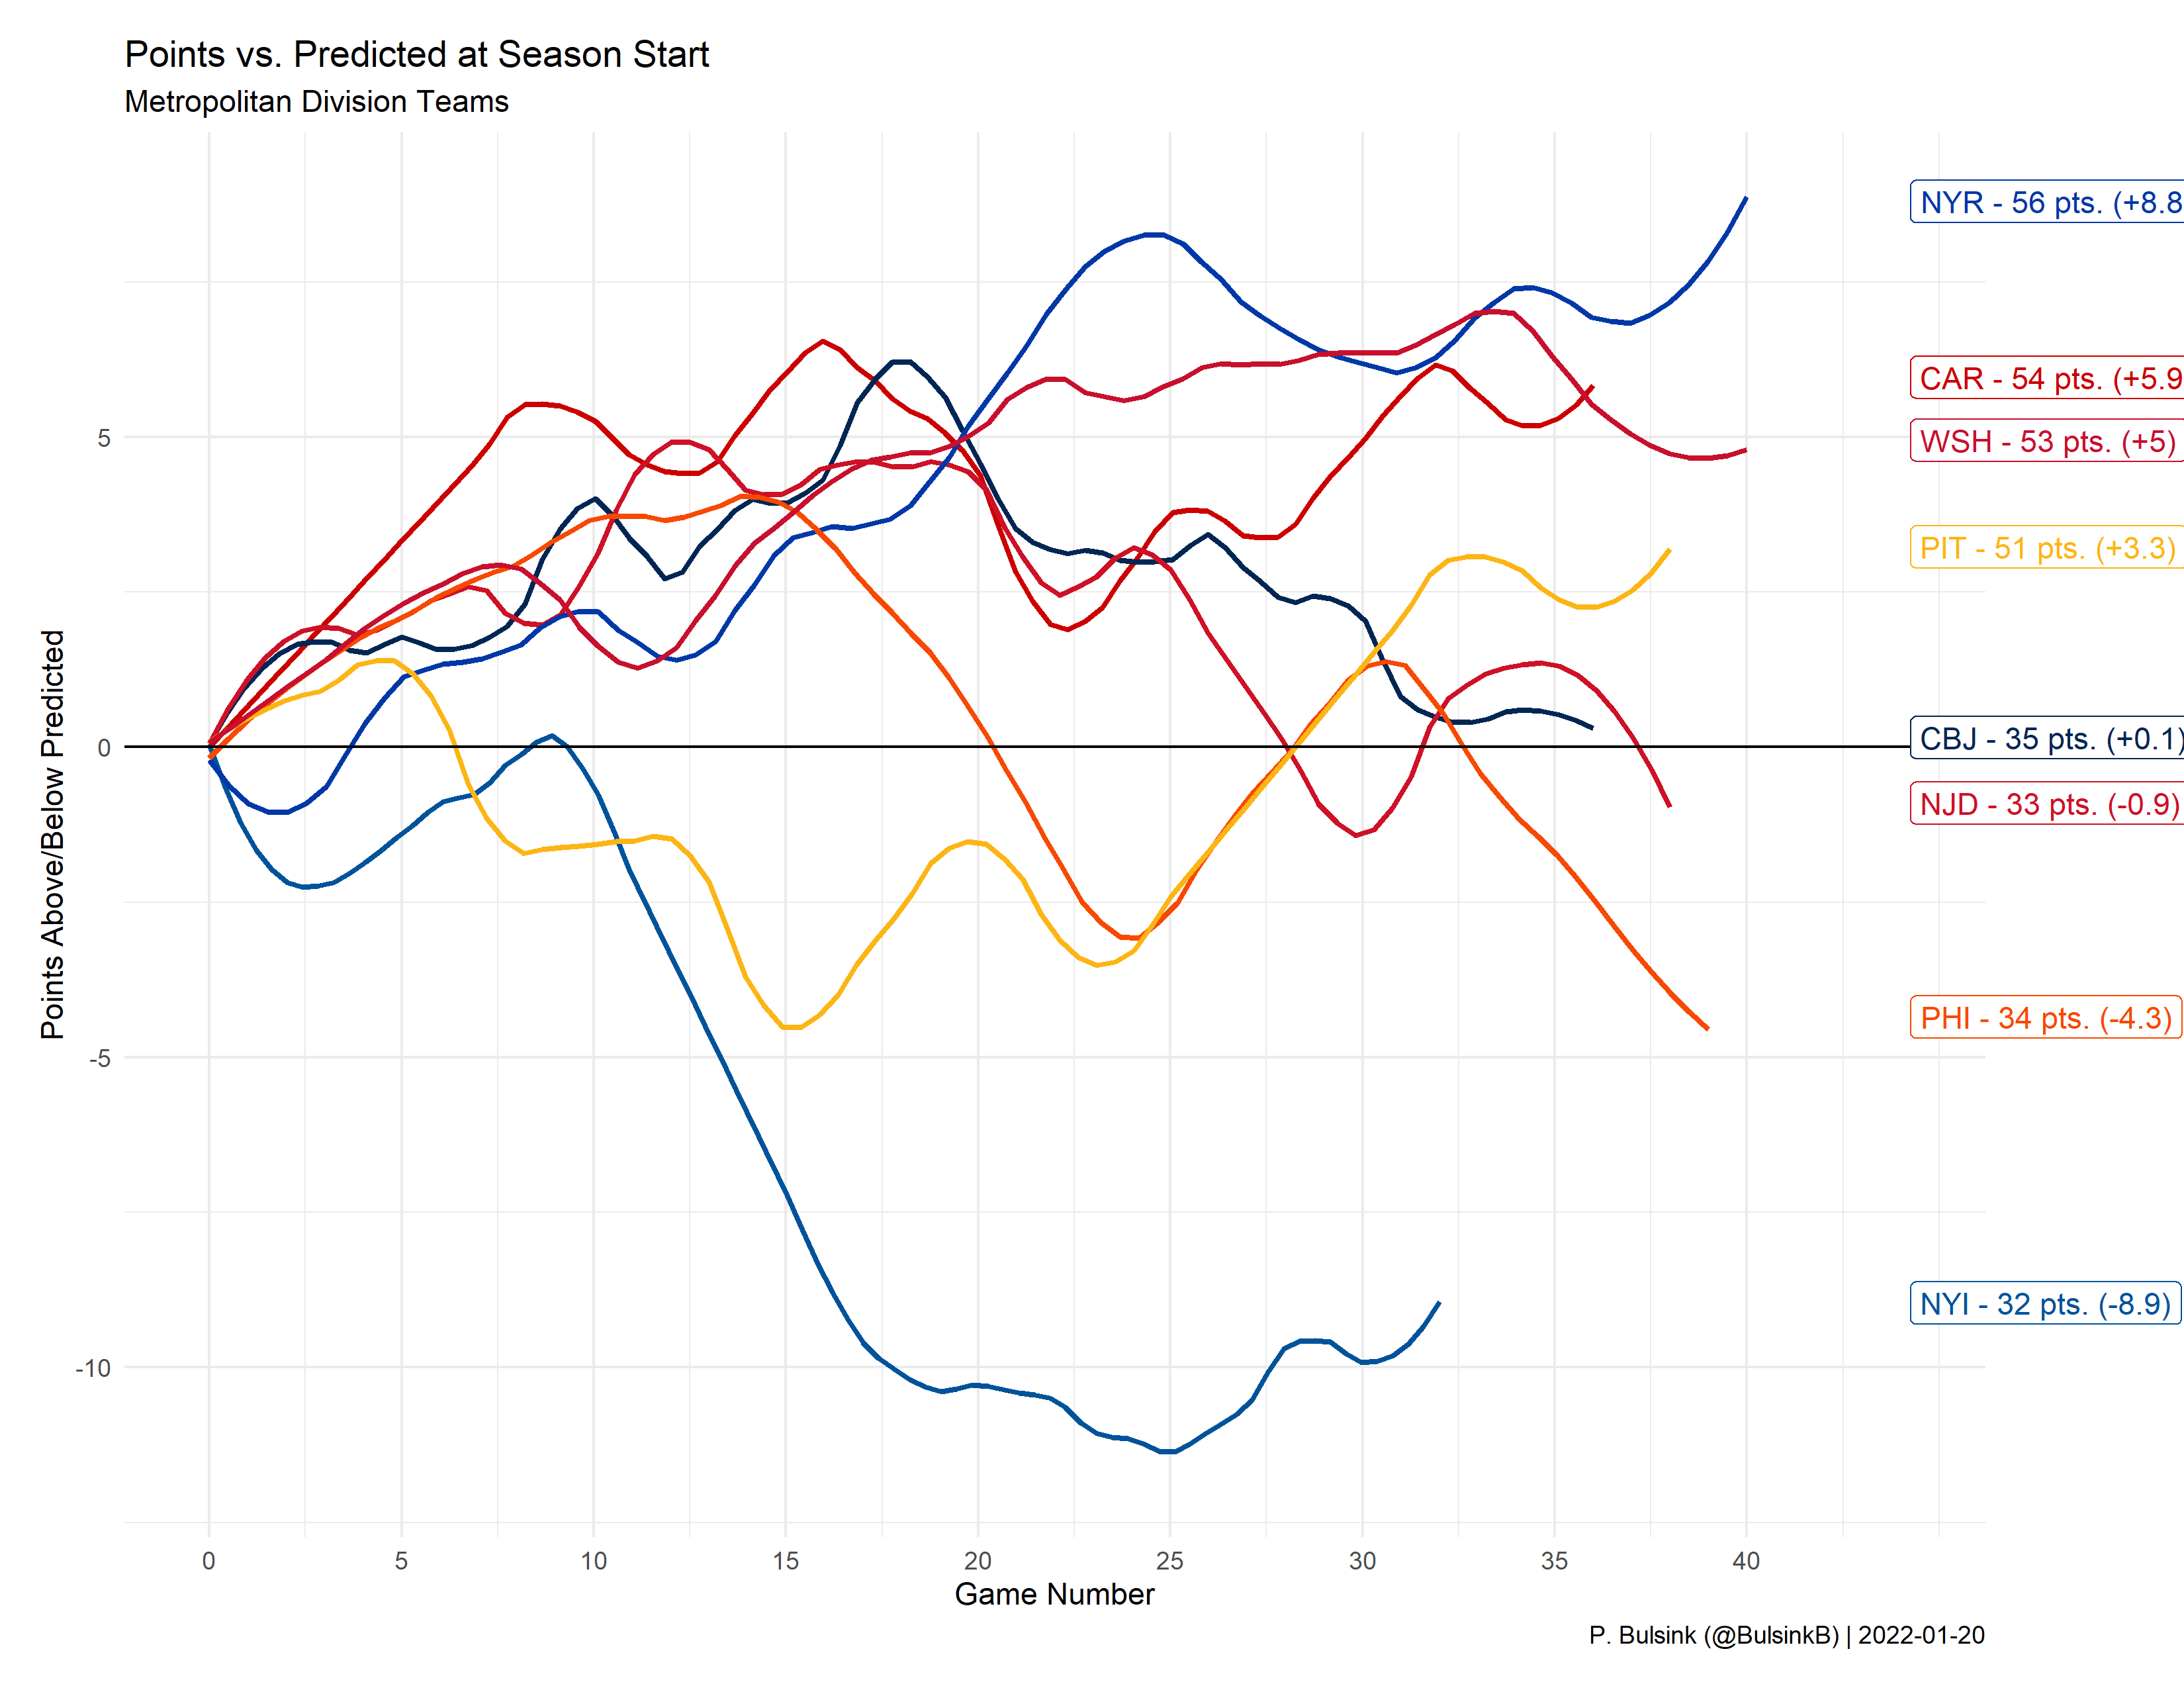 Points vs. Predicted at Season Start
Metropolitan Division Teams
Points Above/Below Predicted
5
0
-5
-10
NYR - 56 pts. (+8.8
CAR - 54 pts. (+5.9
WSH - 53 pts. (+5)
PIT - 51 pts. (+3.3)
CBJ - 35 pts. (+0.1)
NJD - 33 pts. (-0.9)
PHI - 34 pts. (-4.3)
NYI - 32 pts. (-8.9)
0 5 10 15 20 25 30 35 40
Game Number
P. Bulsink (@BulsinkB) | 2022-01-20